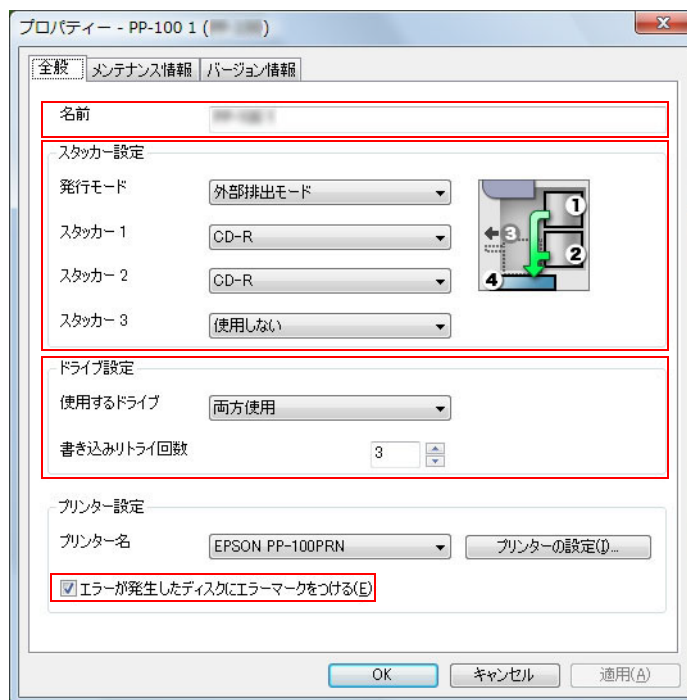 プロパティー - PP-100 1 (        )
全般 メンテナンス情報 バージョン情報
名前
スタッカー設定
発行モード 外部排出モード
スタッカー 1 CD-R
スタッカー 2 CD-R
スタッカー 3 使用しない
1
3
2
4
ドライブ設定
使用するドライブ 両方使用
書き込みリトライ回数 3
プリンター設定
プリンター名 EPSON PP-100PRN プリンターの設定(I)...
エラーが発生したディスクにエラーマークをつける(E)
OK キャンセル 適用(A)